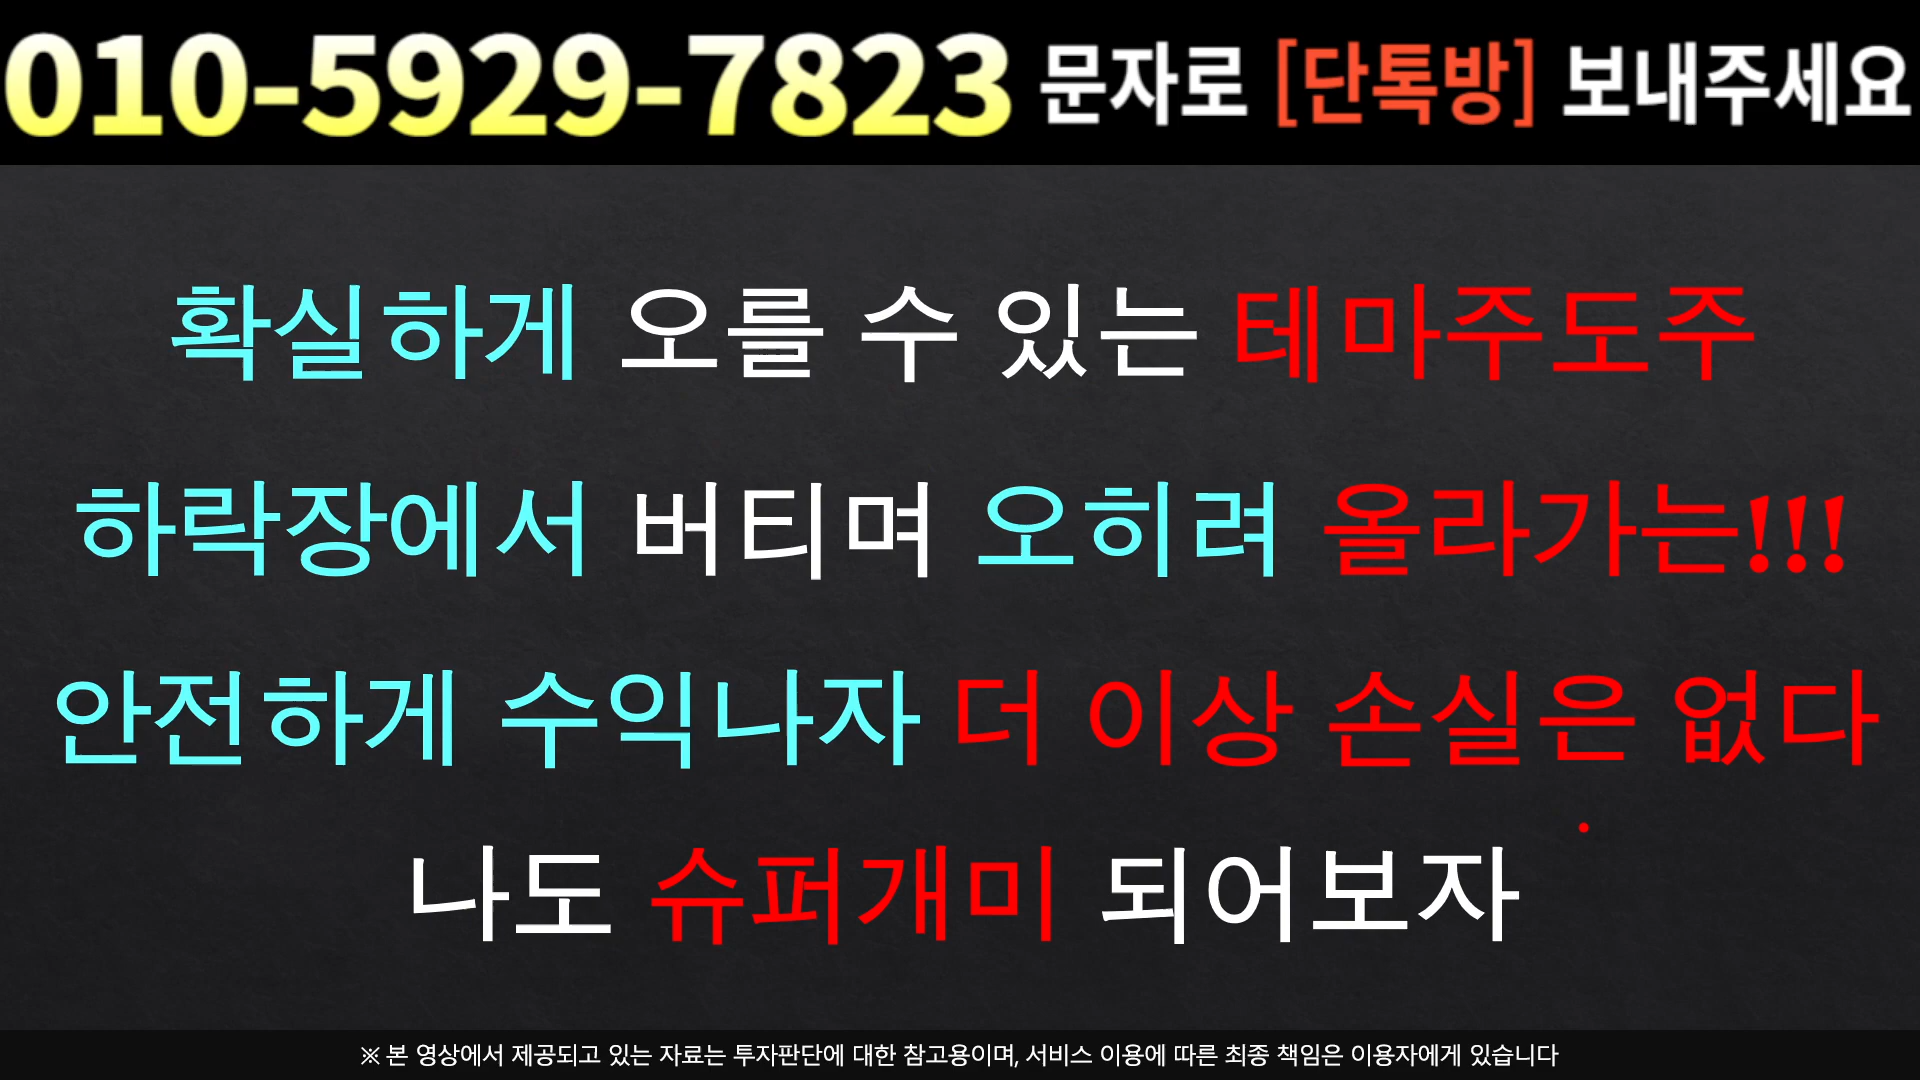 010-5929-7823 문자로 [단톡방] 보내주세요
확실하게 오를 수 있는 테마주도주
하락장에서 버티며 오히려 올라가는!!!
안전하게 수익나자 더 이상 손실은 없다
나도 슈퍼개미 되어보자
※ 본 영상에서 제공되고 있는 자료는 투자판단에 대한 참고용이며, 서비스 이용에 따른 최종 책임은 이용자에게 있습니다